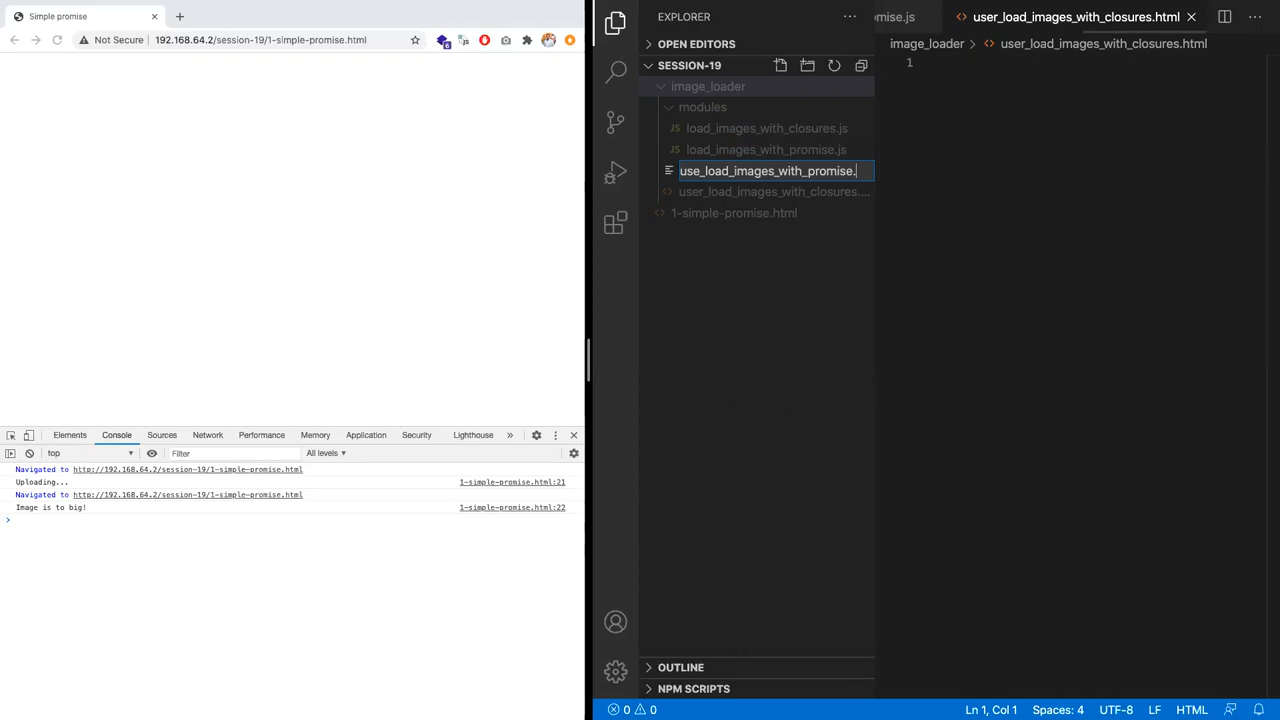 Simple promise
Not Secure 192.168.64.2/session-19/1-simple-promise.html
Elements Console Sources Network Performance Memory Application Security Lighthouse
top Filter All levels
Navigated to http://192.168.64.2/session-19/1-simple-promise.html
Uploading... 1-simple-promise.html:21
Navigated to http://192.168.64.2/session-19/1-simple-promise.html
Image is to big! 1-simple-promise.html:22
EXPLORER
OPEN EDITORS
SESSION-19
image_loader
modules
JS load_images_with_closures.js
JS load_images_with_promise.js
use_load_images_with_promise.
user_load_images_with_closures....
1-simple-promise.html
OUTLINE
NPM SCRIPTS
omise.js user_load_images_with_closures.html
image_loader user_load_images_with_closures.html
1
0 0 Ln 1, Col 1 Spaces: 4 UTF-8 LF HTML